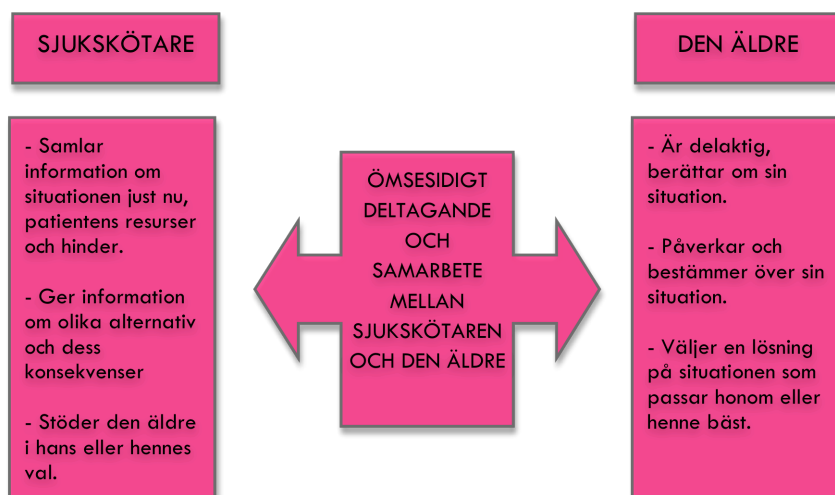 SJUKSKÖTARE
- Samlar
information om
situationen just nu,
patientens resurser
och hinder.
- Ger information
om olika alternativ
och dess
konsekvenser
- Stöder den äldre
i hans eller hennes
val.
ÖMSESIDIGT
DELTAGANDE
OCH
SAMARBETE
MELLAN
SJUKSKÖTAREN
OCH DEN ÄLDRE
DEN ÄLDRE
- Är delaktig,
berättar om sin
situation.
- Påverkar och
bestämmer över sin
situation.
- Väljer en lösning
på situationen som
passar honom eller
henne bäst.